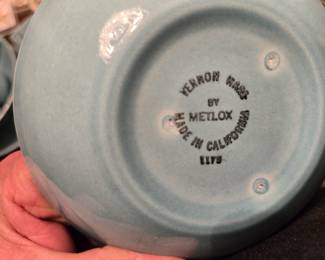 VERNON WARE
BY
METLOX
MADE IN CALIFORNIA